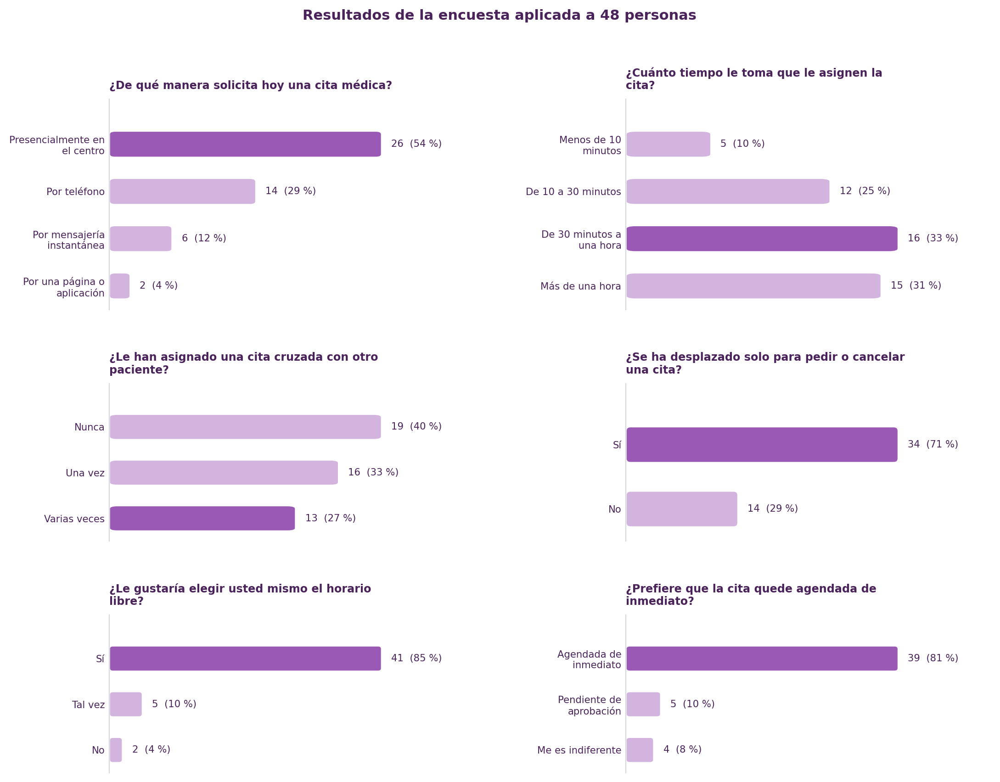 Resultados de la encuesta aplicada a 48 personas
¿De qué manera solicita hoy una cita médica?
Presencialmente en
el centro
26 (54 %)
Por teléfono
14 (29 %)
Por mensajería
instantánea
6 (12 %)
Por una página o
aplicación
2 (4 %)
¿Cuánto tiempo le toma que le asignen la
cita?
Menos de 10
minutos
5 (10 %)
De 10 a 30 minutos
12 (25 %)
De 30 minutos a
una hora
16 (33 %)
Más de una hora
15 (31 %)
¿Le han asignado una cita cruzada con otro
paciente?
Nunca
19 (40 %)
Una vez
16 (33 %)
Varias veces
13 (27 %)
¿Se ha desplazado solo para pedir o cancelar
una cita?
Sí
34 (71 %)
No
14 (29 %)
¿Le gustaría elegir usted mismo el horario
libre?
Sí
41 (85 %)
Tal vez
5 (10 %)
No
2 (4 %)
¿Prefiere que la cita quede agendada de
inmediato?
Agendada de
inmediato
39 (81 %)
Pendiente de
aprobación
5 (10 %)
Me es indiferente
4 (8 %)